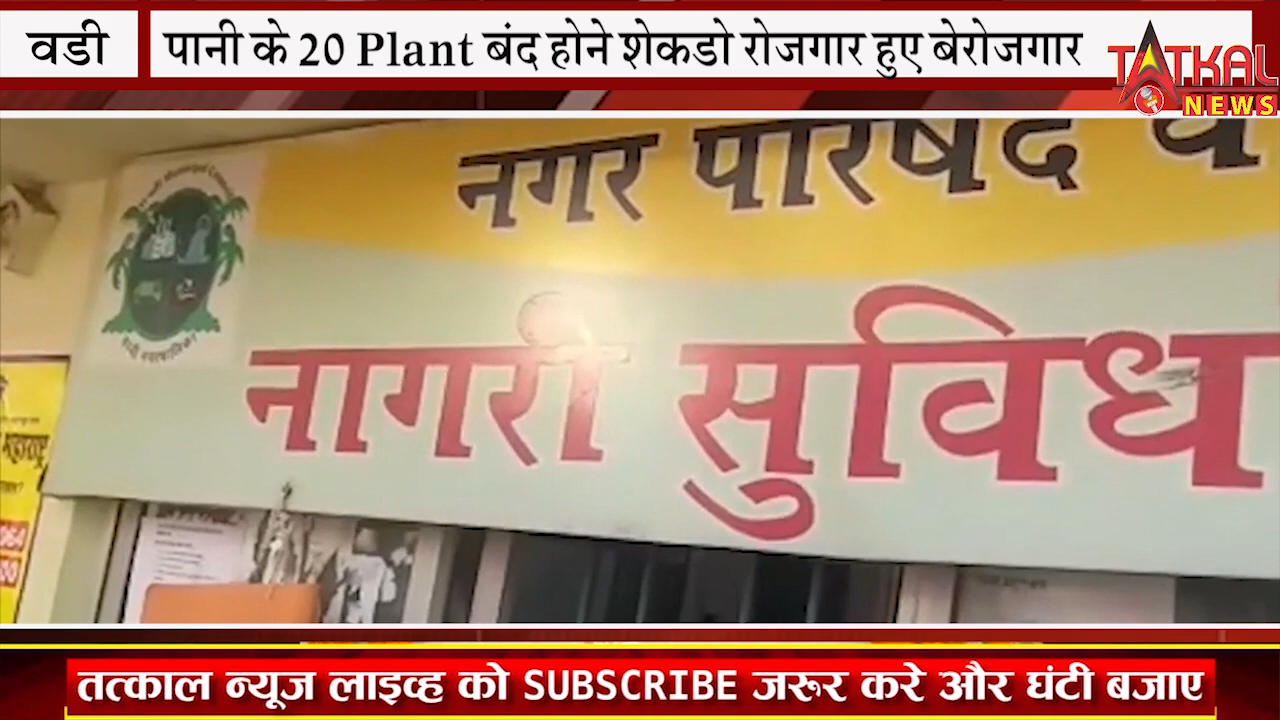 वडी
पानी के 20 Plant बंद होने शेकडो रोजगार हुए बेरोजगार
TATKAL
NEWS
नगर परिषद व
नागरी सुविध
तत्काल न्यूज लाइव्ह को SUBSCRIBE जरूर करे और घंटी बजाए